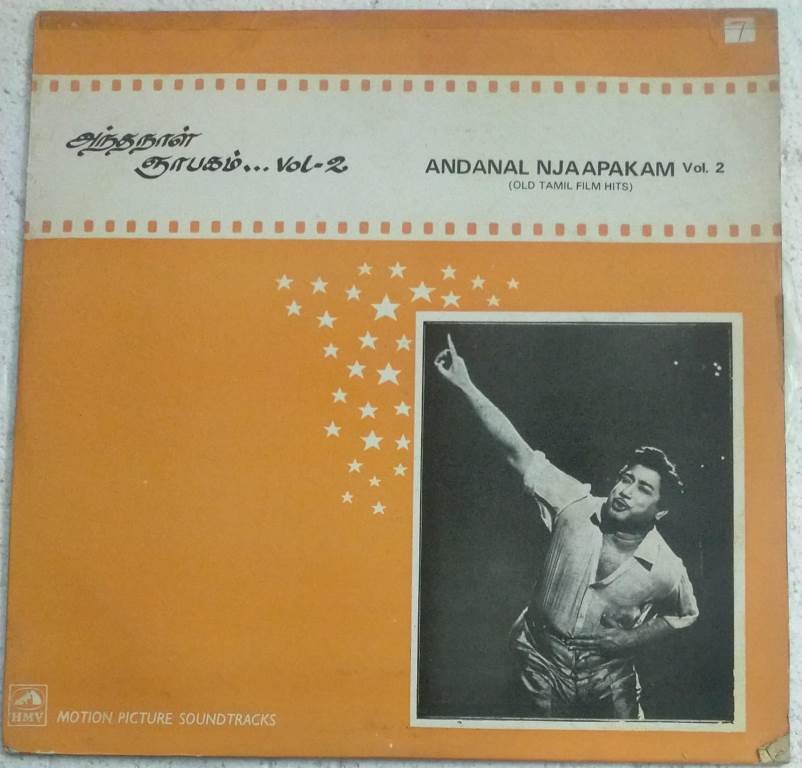 7
அந்தநாள்
ஞாபகம்... Vol-2
ANDANAL NJAAPAKAM Vol. 2
(OLD TAMIL FILM HITS)
HMV
MOTION PICTURE SOUNDTRACKS